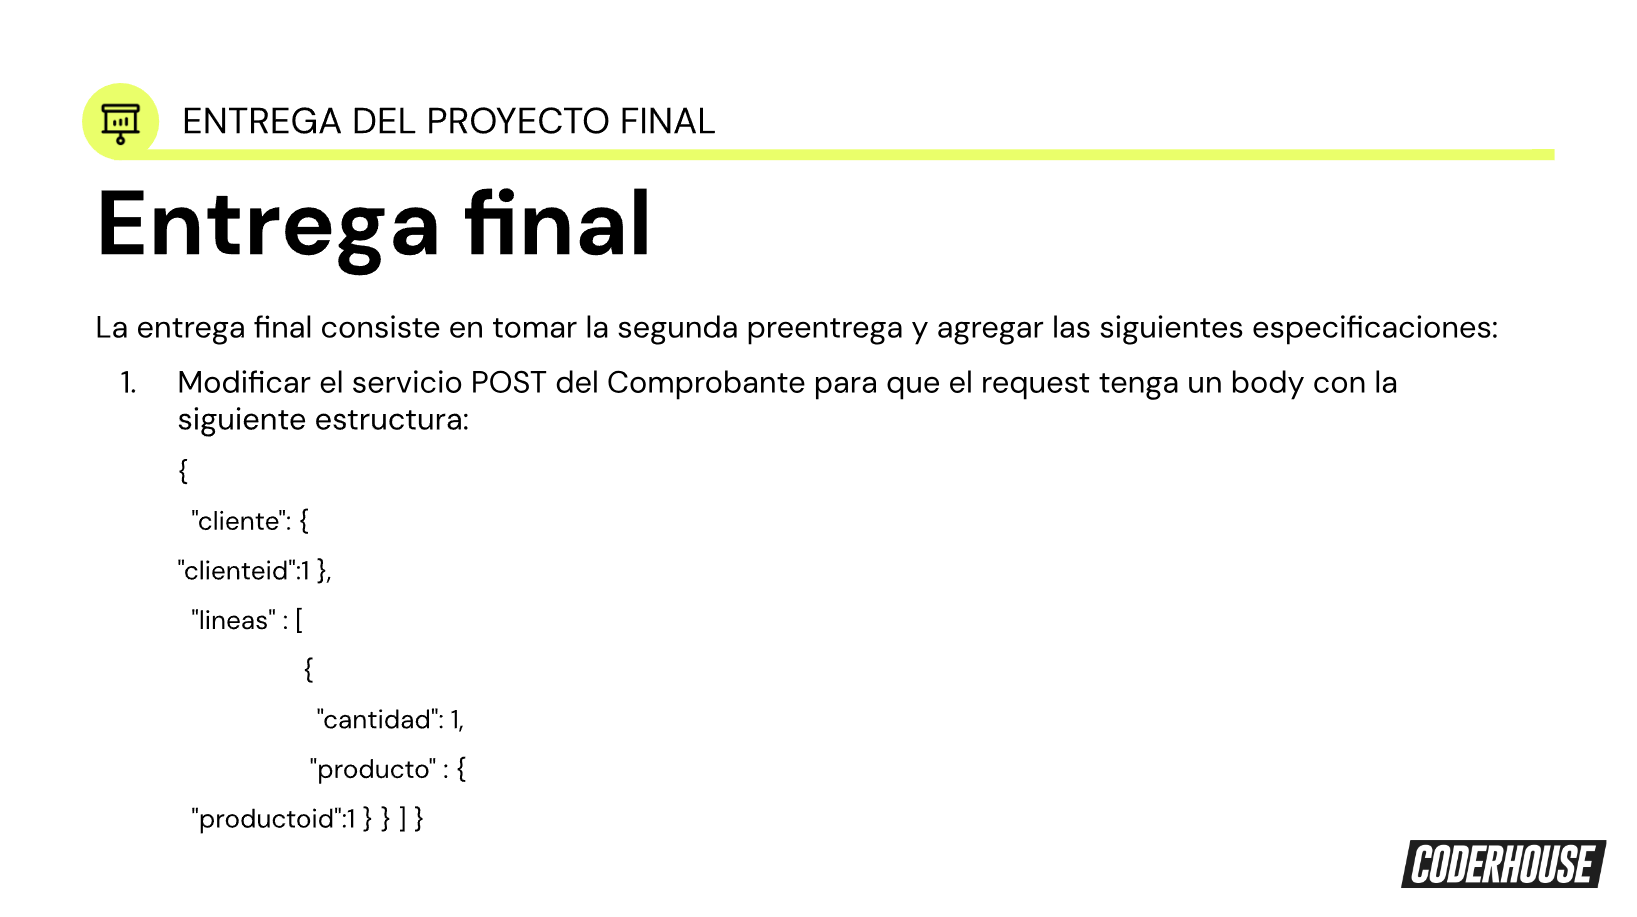 ENTREGA DEL PROYECTO FINAL
Entrega final
La entrega final consiste en tomar la segunda preentrega y agregar las siguientes especificaciones:
1. Modificar el servicio POST del Comprobante para que el request tenga un body con la
siguiente estructura:
{
"cliente": {
"clienteid":1 },
"lineas" : [
{
"cantidad": 1,
"producto" : {
"productoid":1 } } ] }
CODERHOUSE